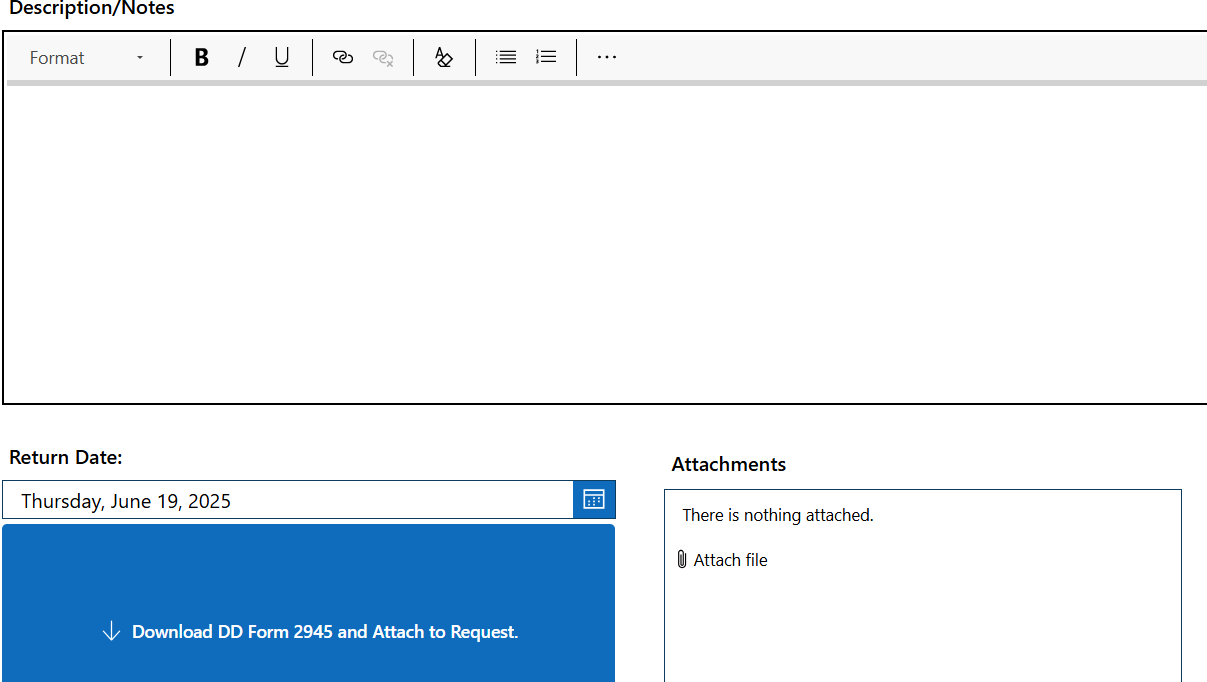 Description/Notes
Format
B / U
Return Date:
Thursday, June 19, 2025
Download DD Form 2945 and Attach to Request.
Attachments
There is nothing attached.
Attach file